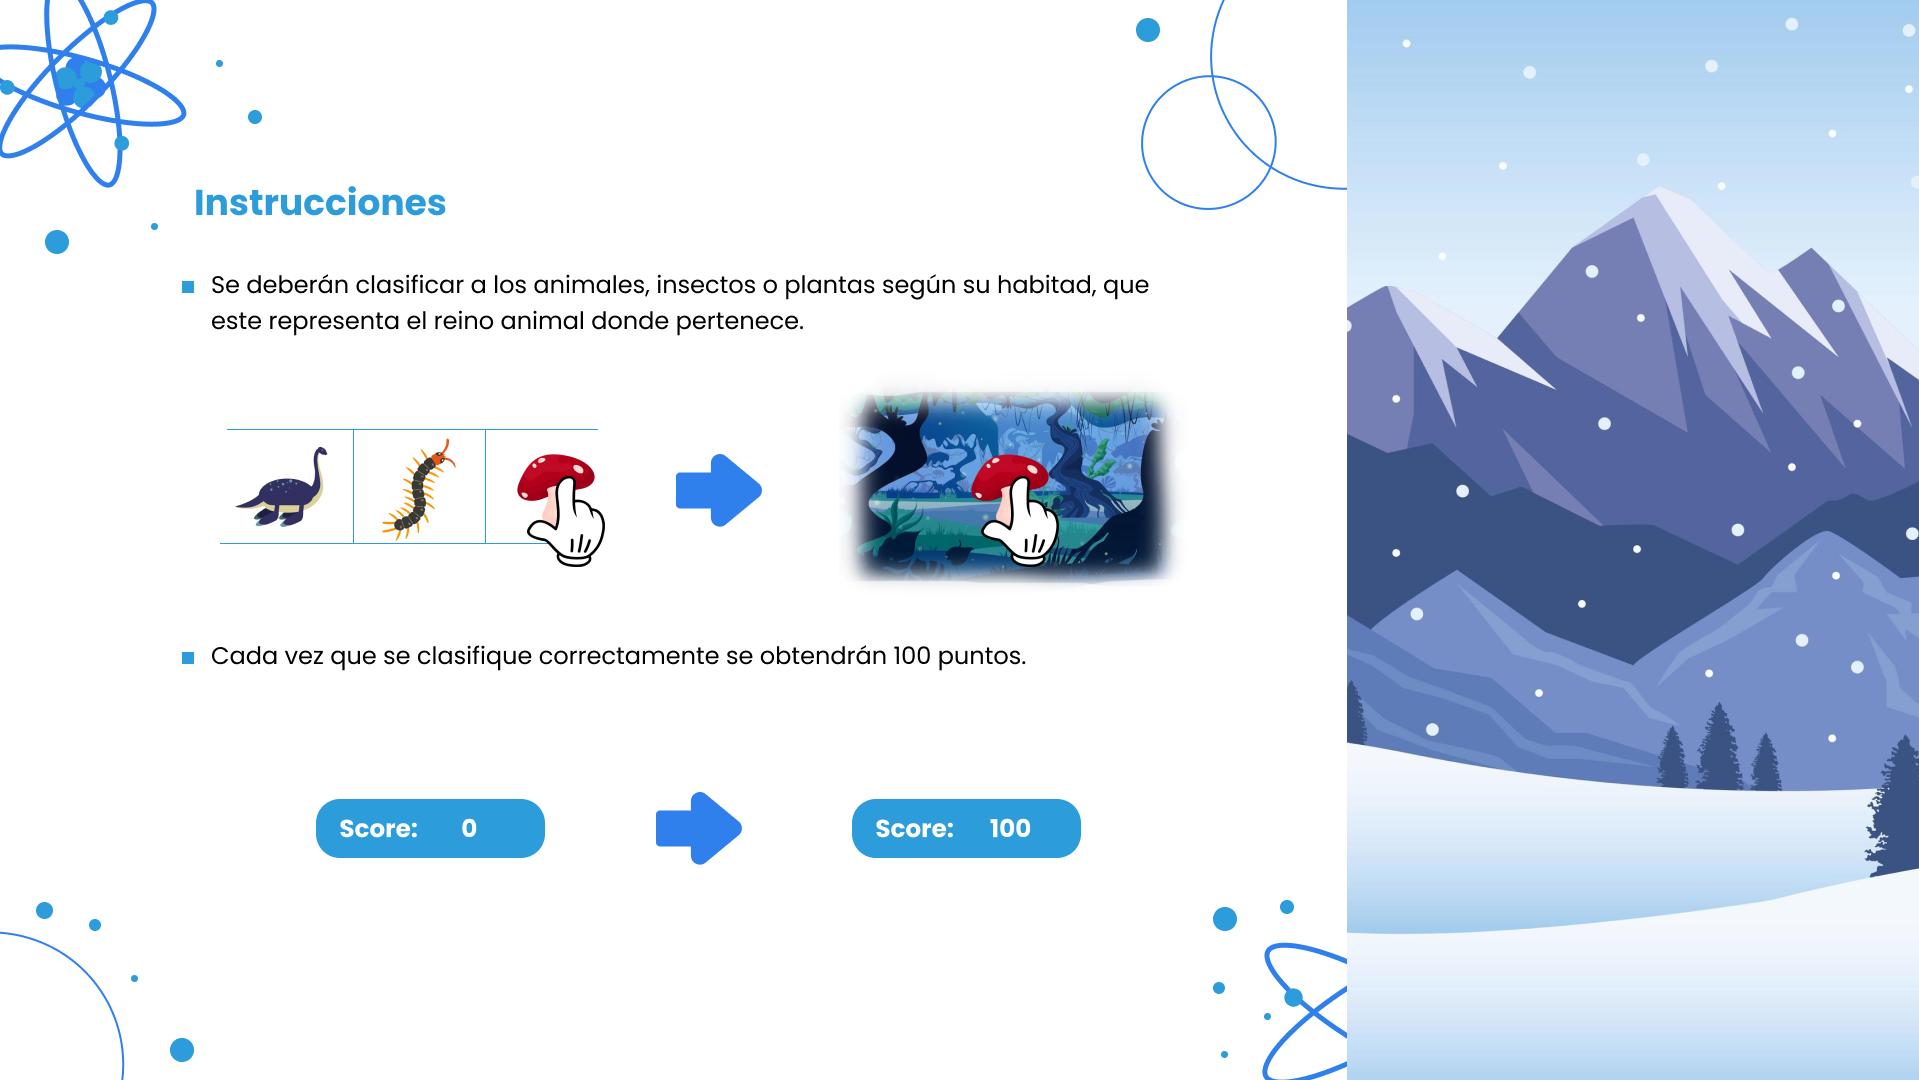 Instrucciones
Se deberán clasificar a los animales, insectos o plantas según su habitad, que
este representa el reino animal donde pertenece.
Cada vez que se clasifique correctamente se obtendrán 100 puntos.
Score: 0
Score: 100